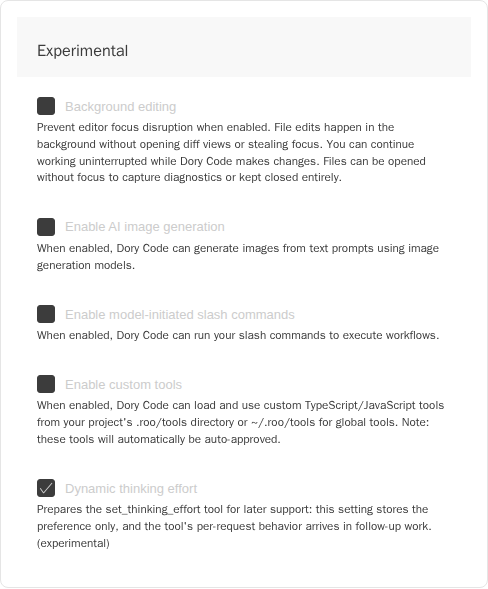 Experimental
Background editing
Prevent editor focus disruption when enabled. File edits happen in the
background without opening diff views or stealing focus. You can continue
working uninterrupted while Dory Code makes changes. Files can be opened
without focus to capture diagnostics or kept closed entirely.
Enable AI image generation
When enabled, Dory Code can generate images from text prompts using image
generation models.
Enable model-initiated slash commands
When enabled, Dory Code can run your slash commands to execute workflows.
Enable custom tools
When enabled, Dory Code can load and use custom TypeScript/JavaScript tools
from your project's .roo/tools directory or ~/.roo/tools for global tools. Note:
these tools will automatically be auto-approved.
Dynamic thinking effort
Prepares the set_thinking_effort tool for later support: this setting stores the
preference only, and the tool's per-request behavior arrives in follow-up work.
(experimental)